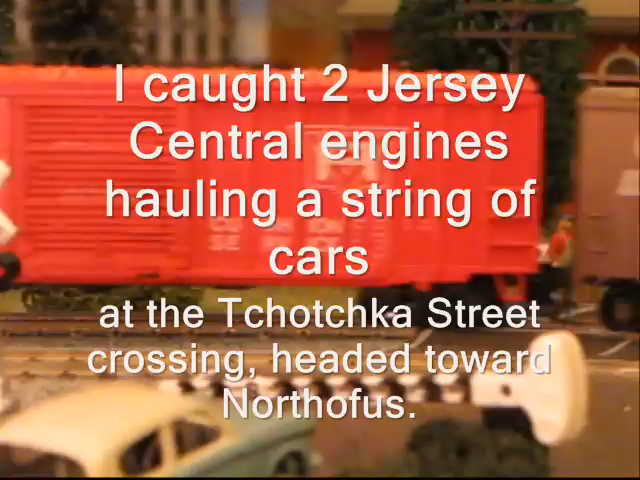 I caught 2 Jersey
Central engines
hauling a string of
cars
at the Tchotchka Street
crossing, headed toward
Northofus.